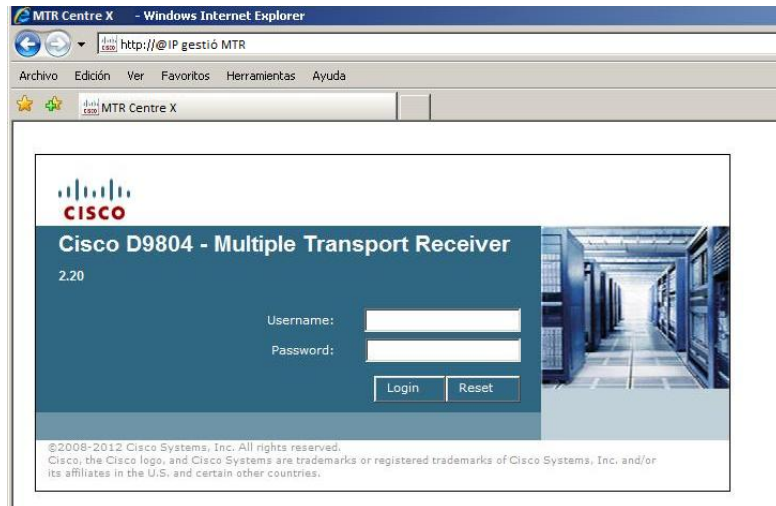 MTR Centre X - Windows Internet Explorer
http://@IP gestió MTR
Archivo Edición Ver Favoritos Herramientas Ayuda
MTR Centre X
CISCO
Cisco D9804 - Multiple Transport Receiver
2.20
Username:
Password:
Login Reset
©2008-2012 Cisco Systems, Inc. All rights reserved.
Cisco, the Cisco logo, and Cisco Systems are trademarks or registered trademarks of Cisco Systems, Inc. and/or
its affiliates in the U.S. and certain other countries.